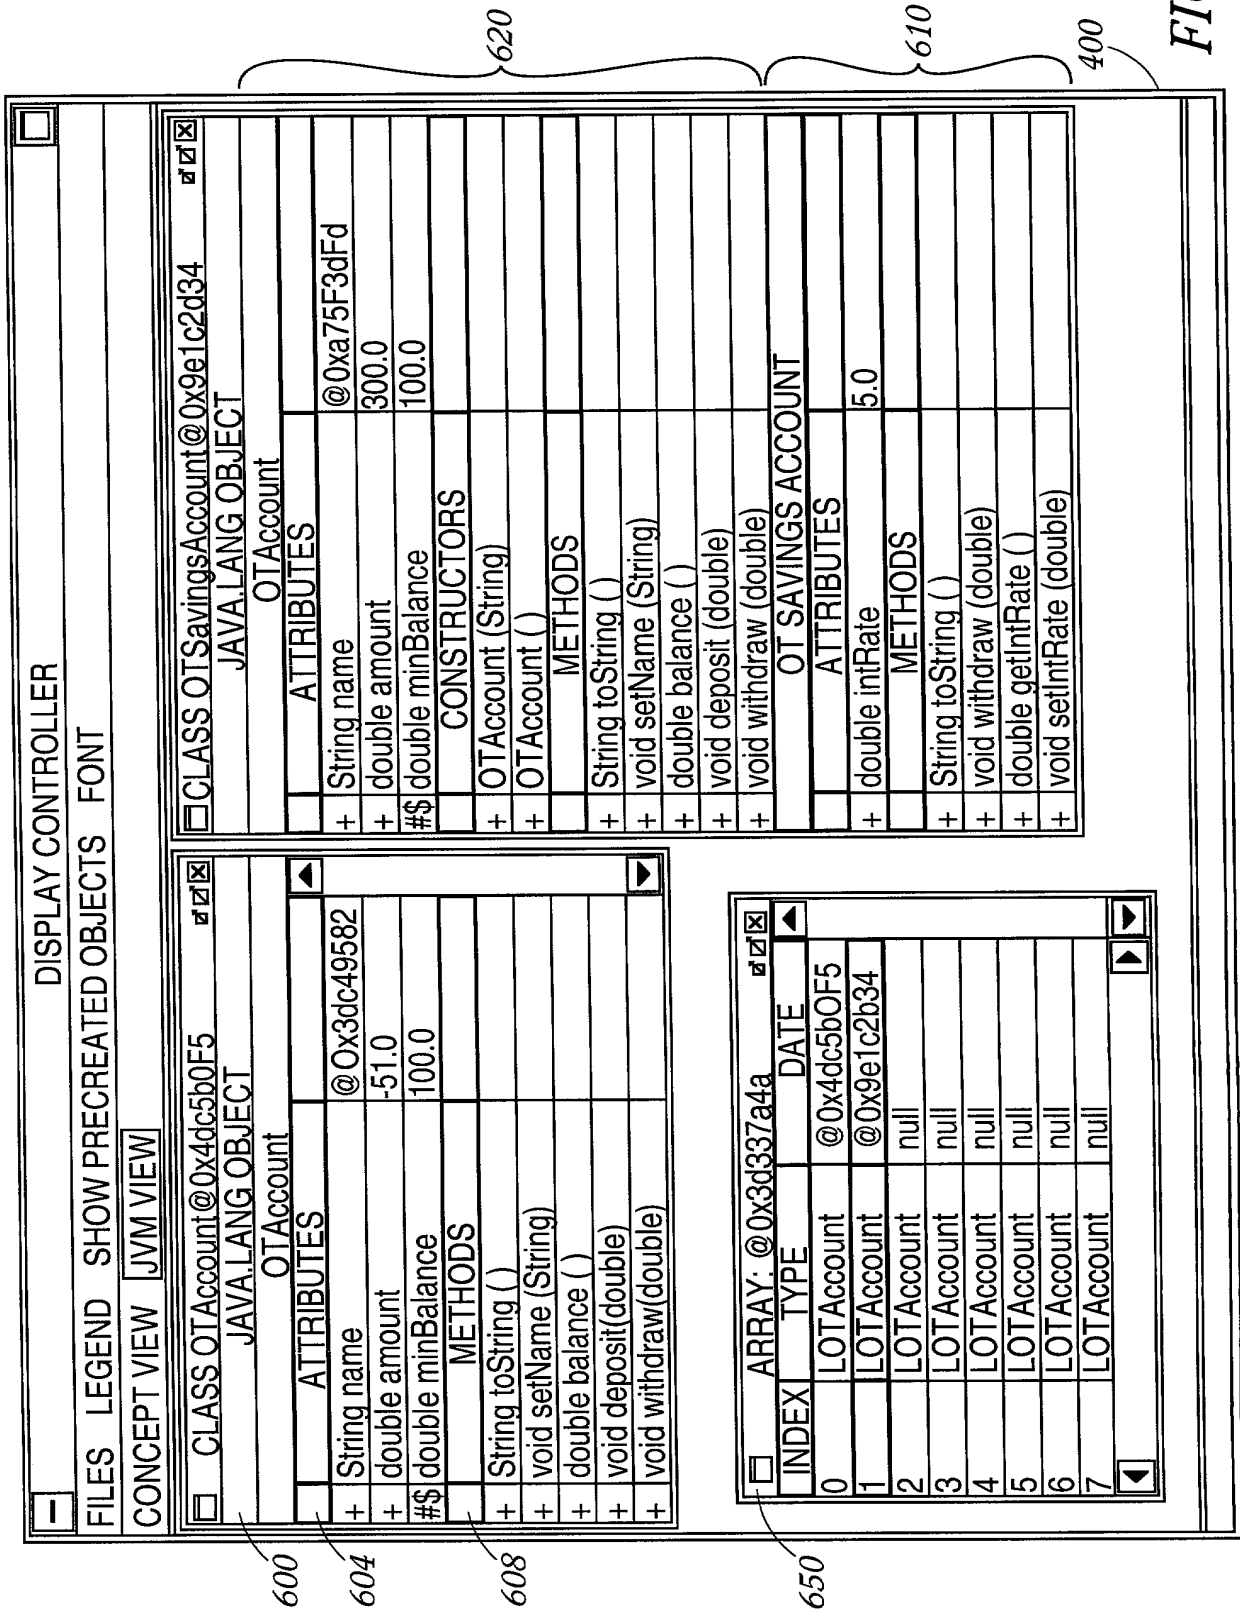 DISPLAY CONTROLLER
FILES LEGEND SHOW PRECREATED OBJECTS FONT
CONCEPT VIEW JVM VIEW
CLASS OTAccount@0x4dc5b0F5
JAVA.LANG OBJECT
OTAccount
ATTRIBUTES
+ String name @Ox3dc49582
+ double amount -51.0
#$ double minBalance 100.0
METHODS
+ String toString ( )
+ void setName (String)
+ double balance ( )
+ void deposit(double)
+ void withdraw(double)
600
604
608
CLASS OTSavingsAccount@0x9e1c2d34
JAVA.LANG OBJECT
OTAccount
ATTRIBUTES
+ String name @0xa75F3dFd
+ double amount 300.0
#$ double minBalance 100.0
CONSTRUCTORS
+ OTAccount (String)
+ OTAccount ( )
METHODS
+ String toString ( )
+ void setName (String)
+ double balance ( )
+ void deposit (double)
+ void withdraw (double)
OT SAVINGS ACCOUNT
ATTRIBUTES
+ double intRate 5.0
METHODS
+ String toString ( )
+ void withdraw (double)
+ double getIntRate ( )
+ void setIntRate (double)
620
610
400
ARRAY: @0x3d337a4a
INDEX TYPE DATE
0 LOTAccount @0x4dc5bOF5
1 LOTAccount @0x9e1c2b34
2 LOTAccount null
3 LOTAccount null
4 LOTAccount null
5 LOTAccount null
6 LOTAccount null
7 LOTAccount null
650